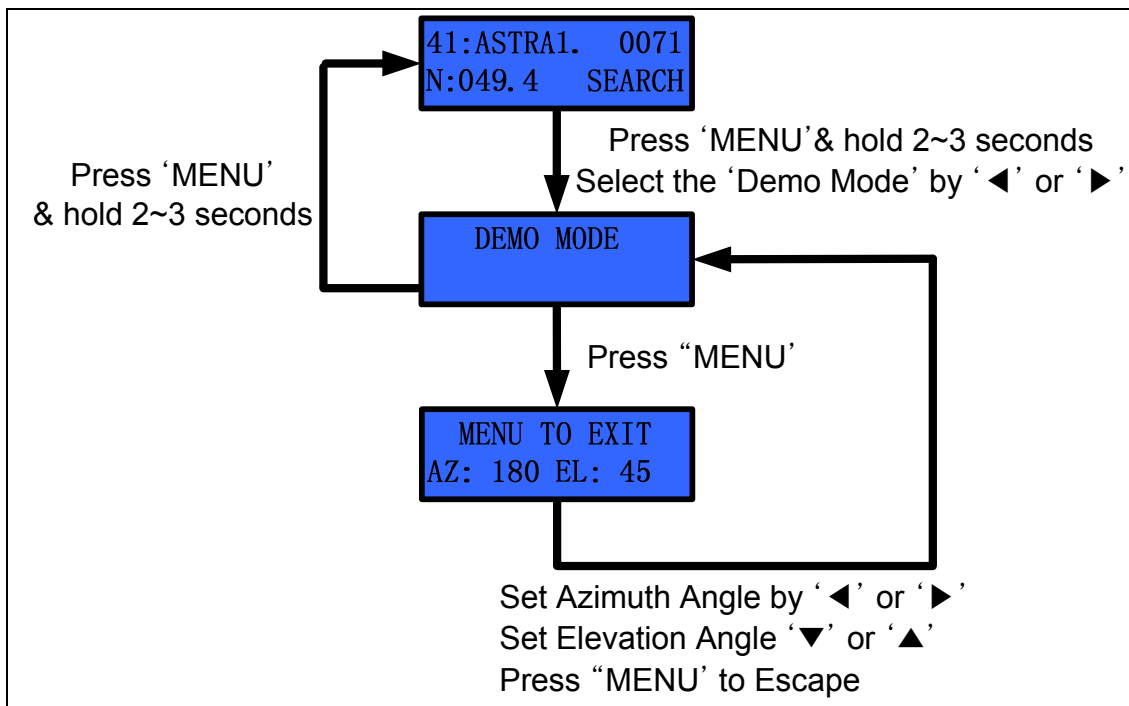 41:ASTRA1. 0071
N:049.4 SEARCH
Press ‘MENU’& hold 2~3 seconds
Select the ‘Demo Mode’ by ‘◀’ or ‘▶’
Press ‘MENU’
& hold 2~3 seconds
DEMO MODE
Press “MENU’
MENU TO EXIT
AZ: 180 EL: 45
Set Azimuth Angle by ‘◀’ or ‘▶’
Set Elevation Angle ‘▼’ or ‘▲’
Press “MENU’ to Escape